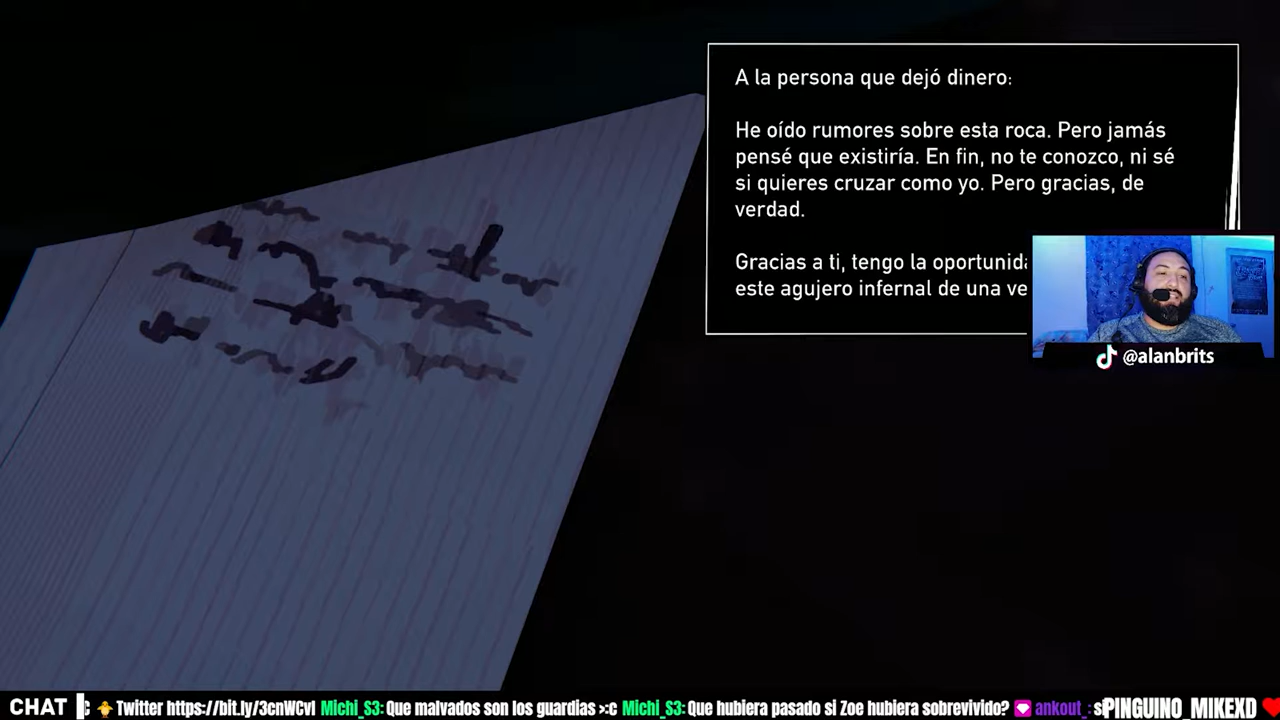 A la persona que dejó dinero:
He oído rumores sobre esta roca. Pero jamás
pensé que existiría. En fin, no te conozco, ni sé
si quieres cruzar como yo. Pero gracias, de
verdad.
Gracias a ti, tengo la
este agujero infernal de una
@alanbrits
CHAT Twitter https://bit.ly/3cnWCvl Michi_S3: Que malvados son los guardias >:c Michi_S3: Que hubiera pasado si Zoe hubiera sobrevivido? ankout_: PINGUINO_MIKEXD